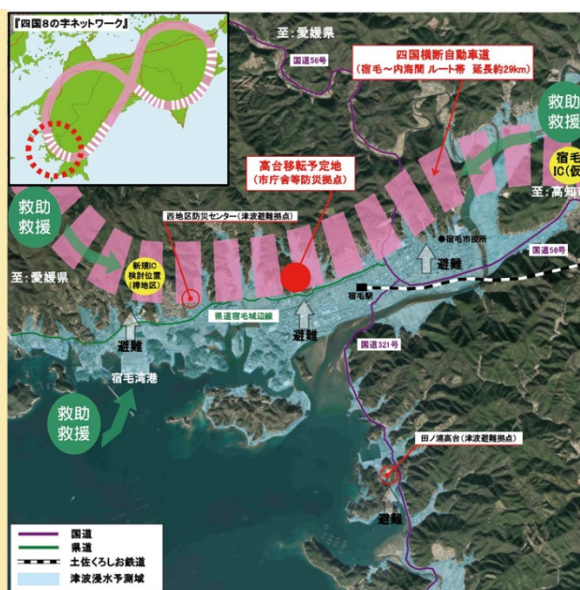 『四国８の字ネットワーク』
至：愛媛県
国道56号
四国横断自動車道
(宿毛～内海間 ルート帯 延長約29km)
救助
救援
宿毛
IC(仮
至：高知
高台移転予定地
(市庁舎等防災拠点)
西地区防災センター(津波避難拠点)
救助
救援
宿毛市役所
国道56号
避難
至：愛媛県
新規IC
検討位置
(樺地区)
宿毛駅
県道宿毛城辺線
避難
避難
国道321号
宿毛湾港
救助
救援
田ノ浦高台(津波避難拠点)
避難
国道
県道
土佐くろしお鉄道
津波浸水予測域